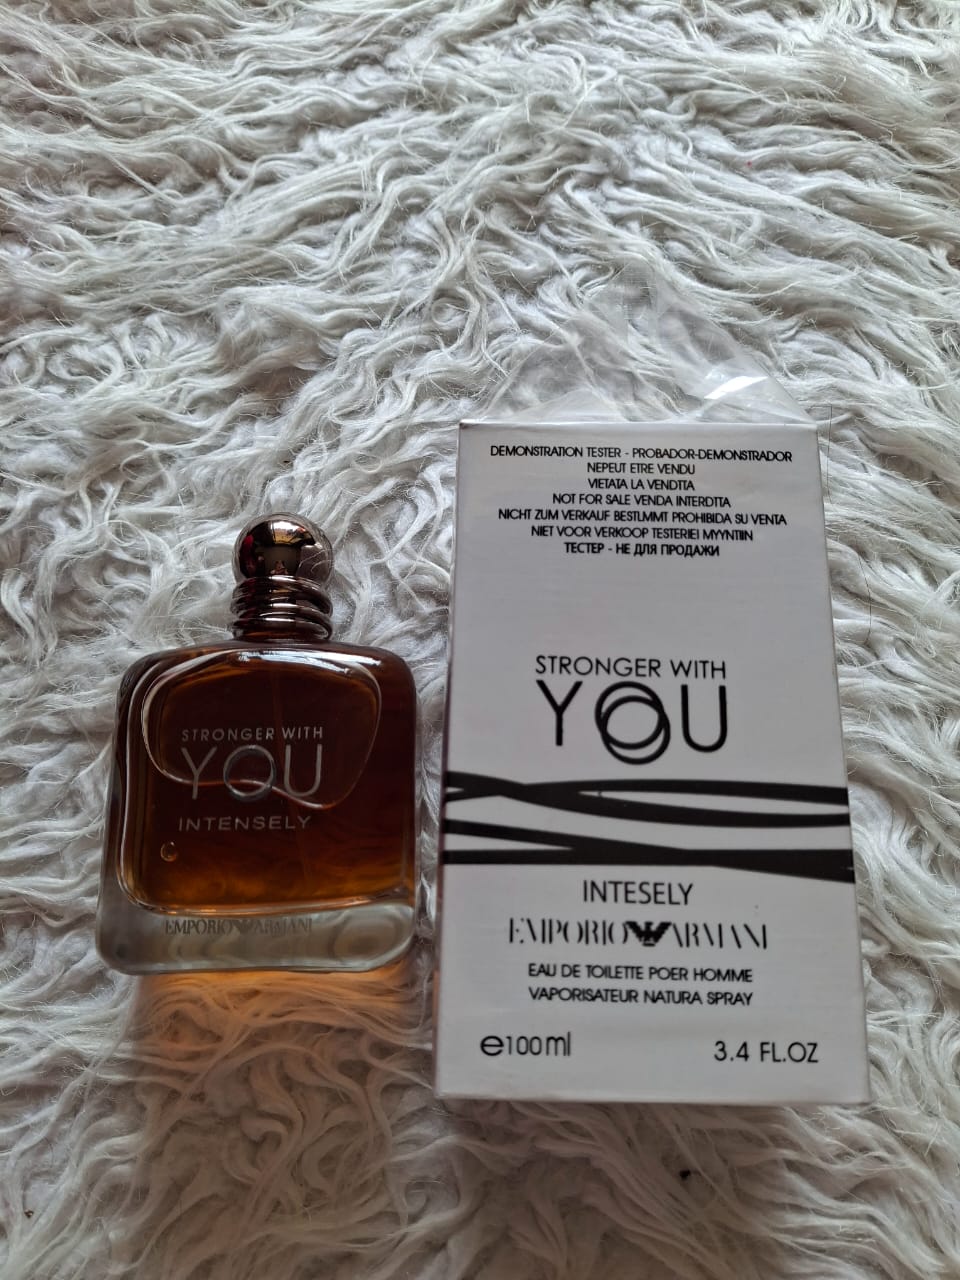 STRONGER WITH
YOU
INTENSELY
EMPORIO ARMANI
DEMONSTRATION TESTER - PROBADOR-DEMONSTRADOR
NEPEUT ETRE VENDU
VIETATA LA VENDTTA
NOT FOR SALE VENDA INTERDTTA
NICHT ZUM VERKAUF BESTLMMT PROHIBIDA SU VENTA
NIET VOOR VERKOOP TESTERIEI MYYNTIIN
ТЕСТЕР - НЕ ДЛЯ ПРОДАЖИ
STRONGER WITH
YOU
INTESELY
EMPORIO ARMANI
EAU DE TOILETTE POER HOMME
VAPORISATEUR NATURA SPRAY
e100ml
3.4 FL.OZ